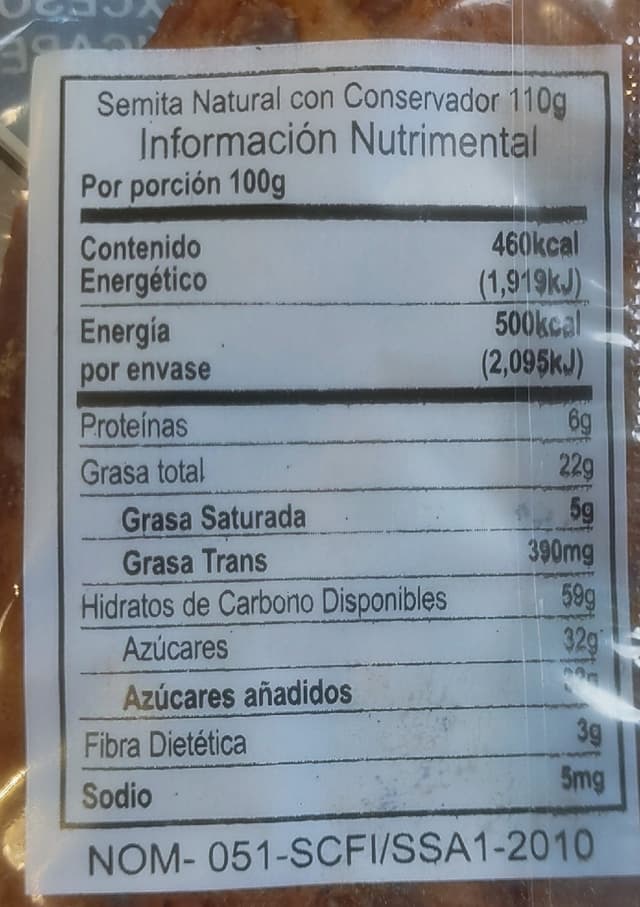 Semita Natural con Conservador 110g
Información Nutrimental
Por porción 100g
Contenido Energético 460kcal (1,919kJ)
Energía por envase 500kcal (2,095kJ)
Proteínas 6g
Grasa total 22g
Grasa Saturada 5g
Grasa Trans 390mg
Hidratos de Carbono Disponibles 59g
Azúcares 32g
Azúcares añadidos
Fibra Dietética 3g
Sodio 5mg
NOM- 051-SCFI/SSA1-2010